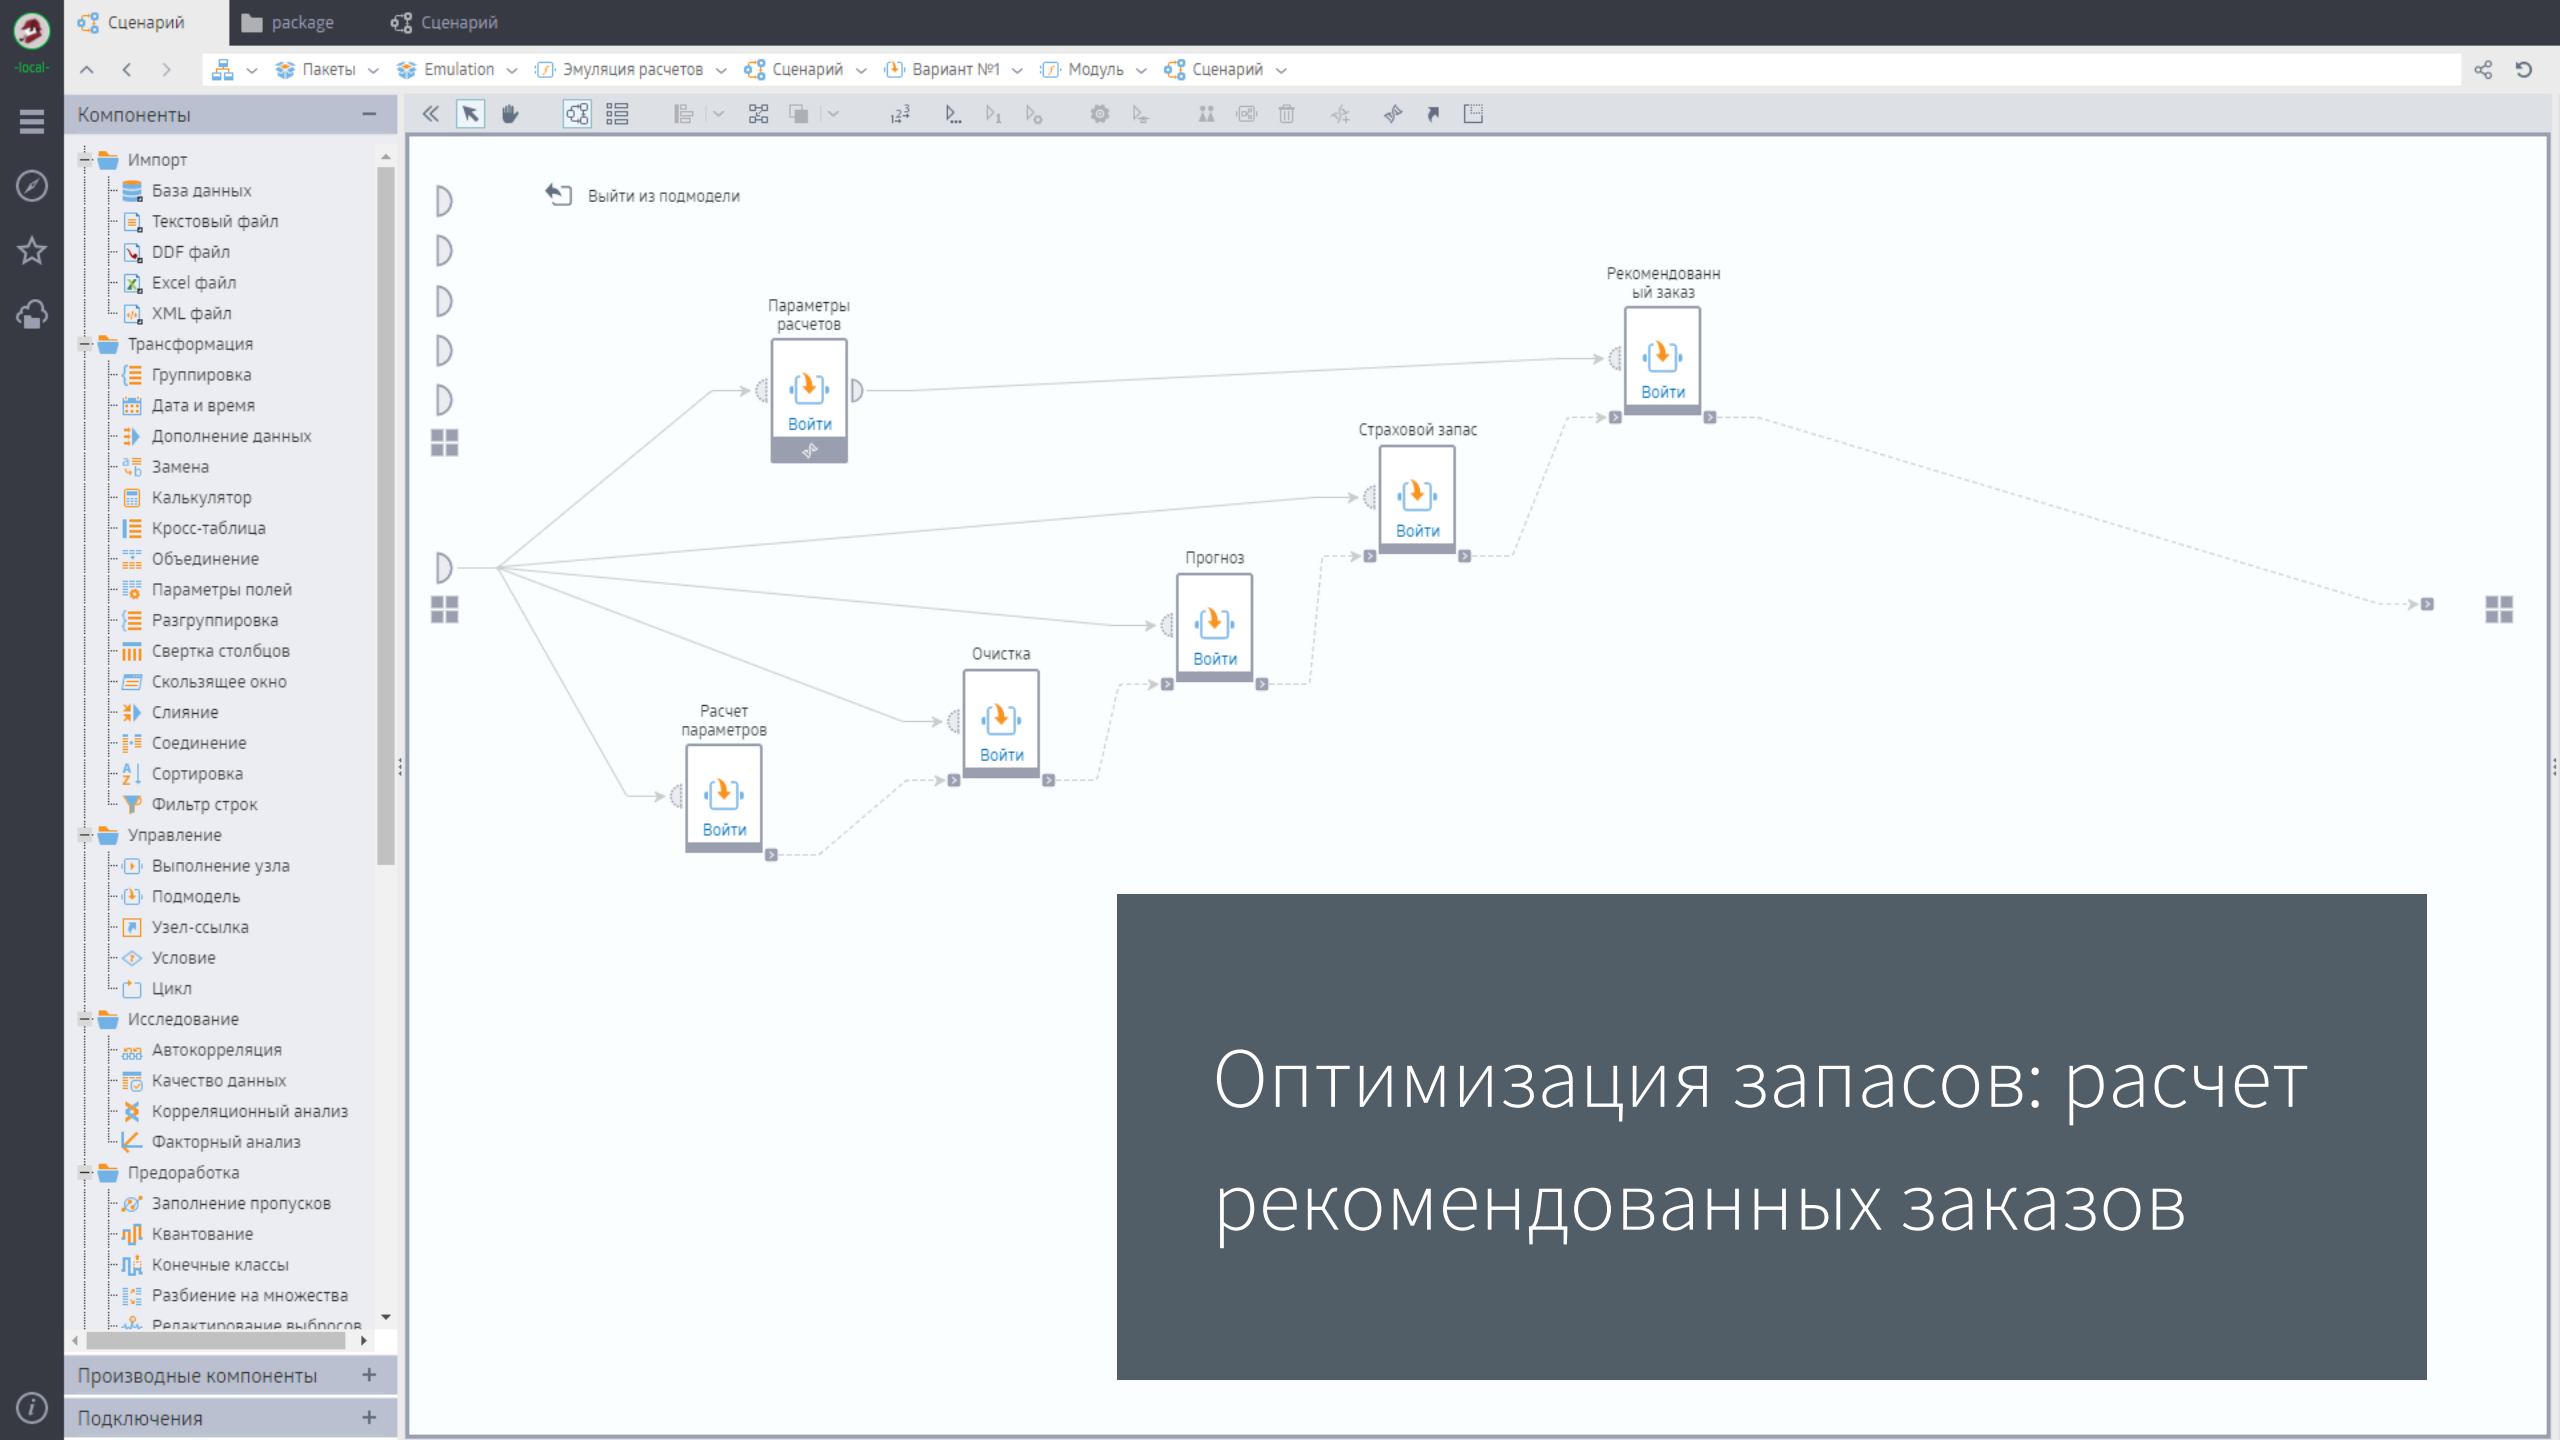 Сценарий
package
Сценарий
-local-
Пакеты
Emulation
Эмуляция расчетов
Сценарий
Вариант №1
Модуль
Сценарий
Компоненты
Импорт
База данных
Текстовый файл
DDF файл
Excel файл
XML файл
Трансформация
Группировка
Дата и время
Дополнение данных
Замена
Калькулятор
Кросс-таблица
Объединение
Параметры полей
Разгруппировка
Свертка столбцов
Скользящее окно
Слияние
Соединение
Сортировка
Фильтр строк
Управление
Выполнение узла
Подмодель
Узел-ссылка
Условие
Цикл
Исследование
Автокорреляция
Качество данных
Корреляционный анализ
Факторный анализ
Предоработка
Заполнение пропусков
Квантование
Конечные классы
Разбиение на множества
Редактирование выбросов
Производные компоненты
Подключения
Выйти из подмодели
Параметры
расчетов
Войти
Рекомендованн
ый заказ
Войти
Страховой запас
Войти
Прогноз
Войти
Очистка
Войти
Расчет
параметров
Войти
Оптимизация запасов: расчет
рекомендованных заказов